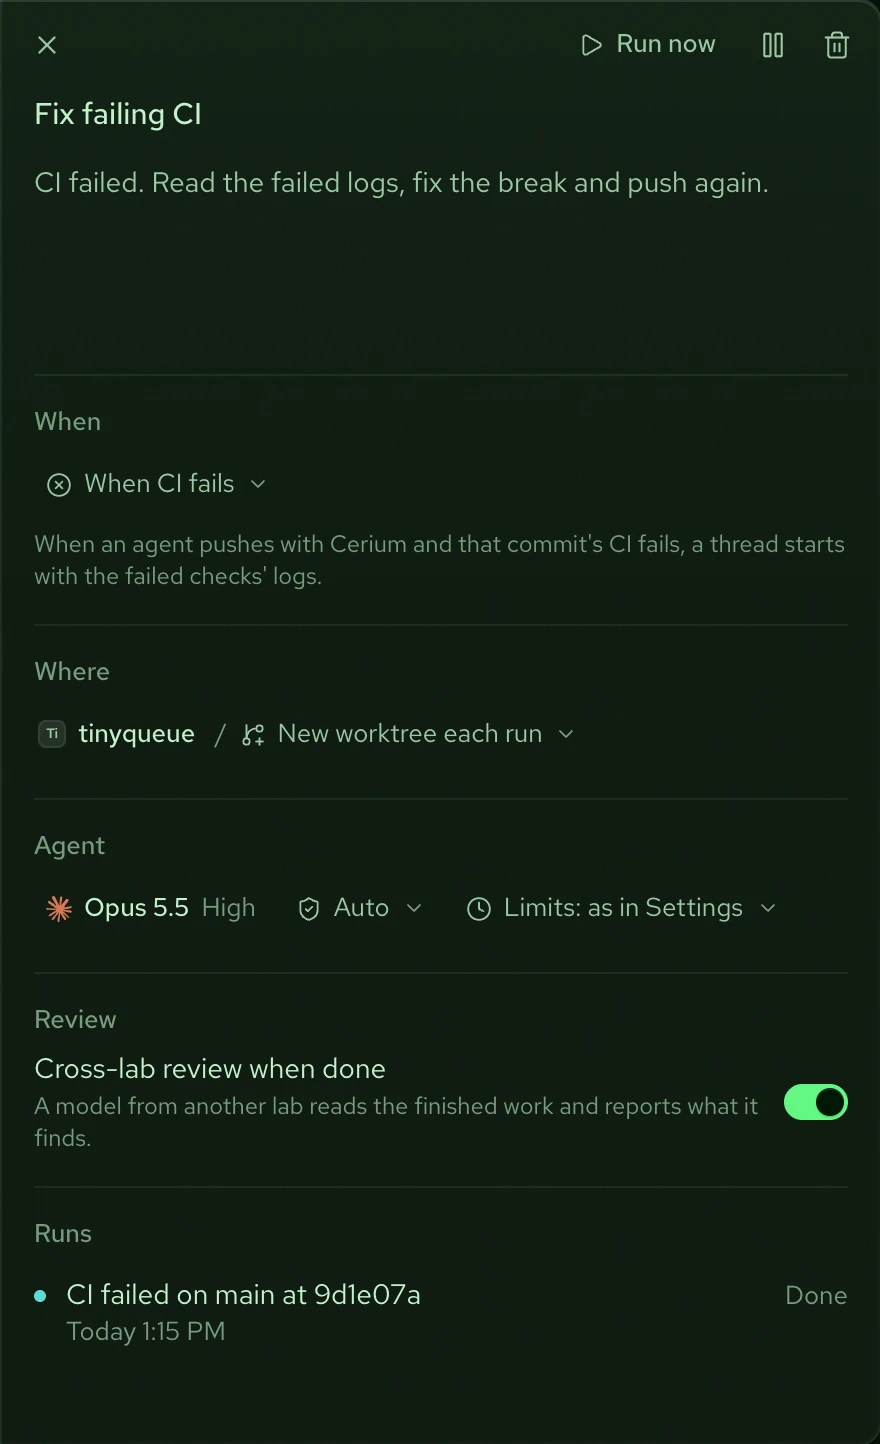 Run now
Fix failing CI
CI failed. Read the failed logs, fix the break and push again.
When
When CI fails
When an agent pushes with Cerium and that commit's CI fails, a thread starts
with the failed checks' logs.
Where
Ti tinyqueue / New worktree each run
Agent
Opus 5.5 High Auto Limits: as in Settings
Review
Cross-lab review when done
A model from another lab reads the finished work and reports what it
finds.
Runs
CI failed on main at 9d1e07a Done
Today 1:15 PM